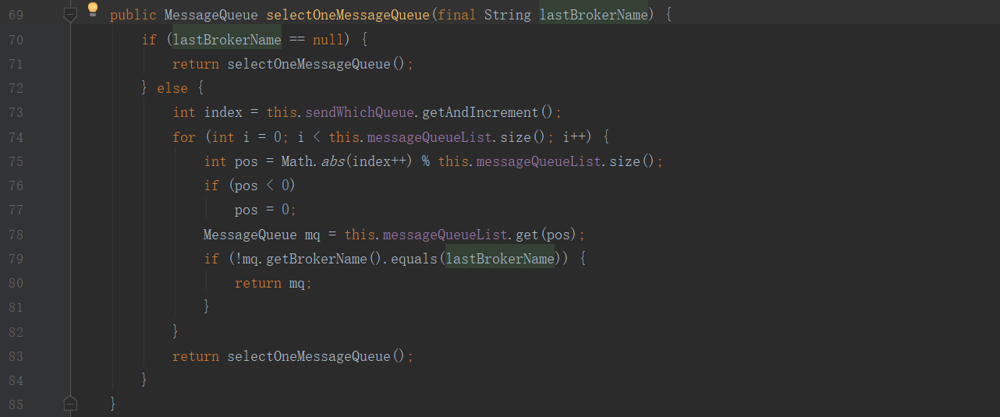 69 public MessageQueue selectOneMessageQueue(final String lastBrokerName) {
70 if (lastBrokerName == null) {
71 return selectOneMessageQueue();
72 } else {
73 int index = this.sendWhichQueue.getAndIncrement();
74 for (int i = 0; i < this.messageQueueList.size(); i++) {
75 int pos = Math.abs(index++) % this.messageQueueList.size();
76 if (pos < 0)
77 pos = 0;
78 MessageQueue mq = this.messageQueueList.get(pos);
79 if (!mq.getBrokerName().equals(lastBrokerName)) {
80 return mq;
81 }
82 }
83 return selectOneMessageQueue();
84 }
85 }